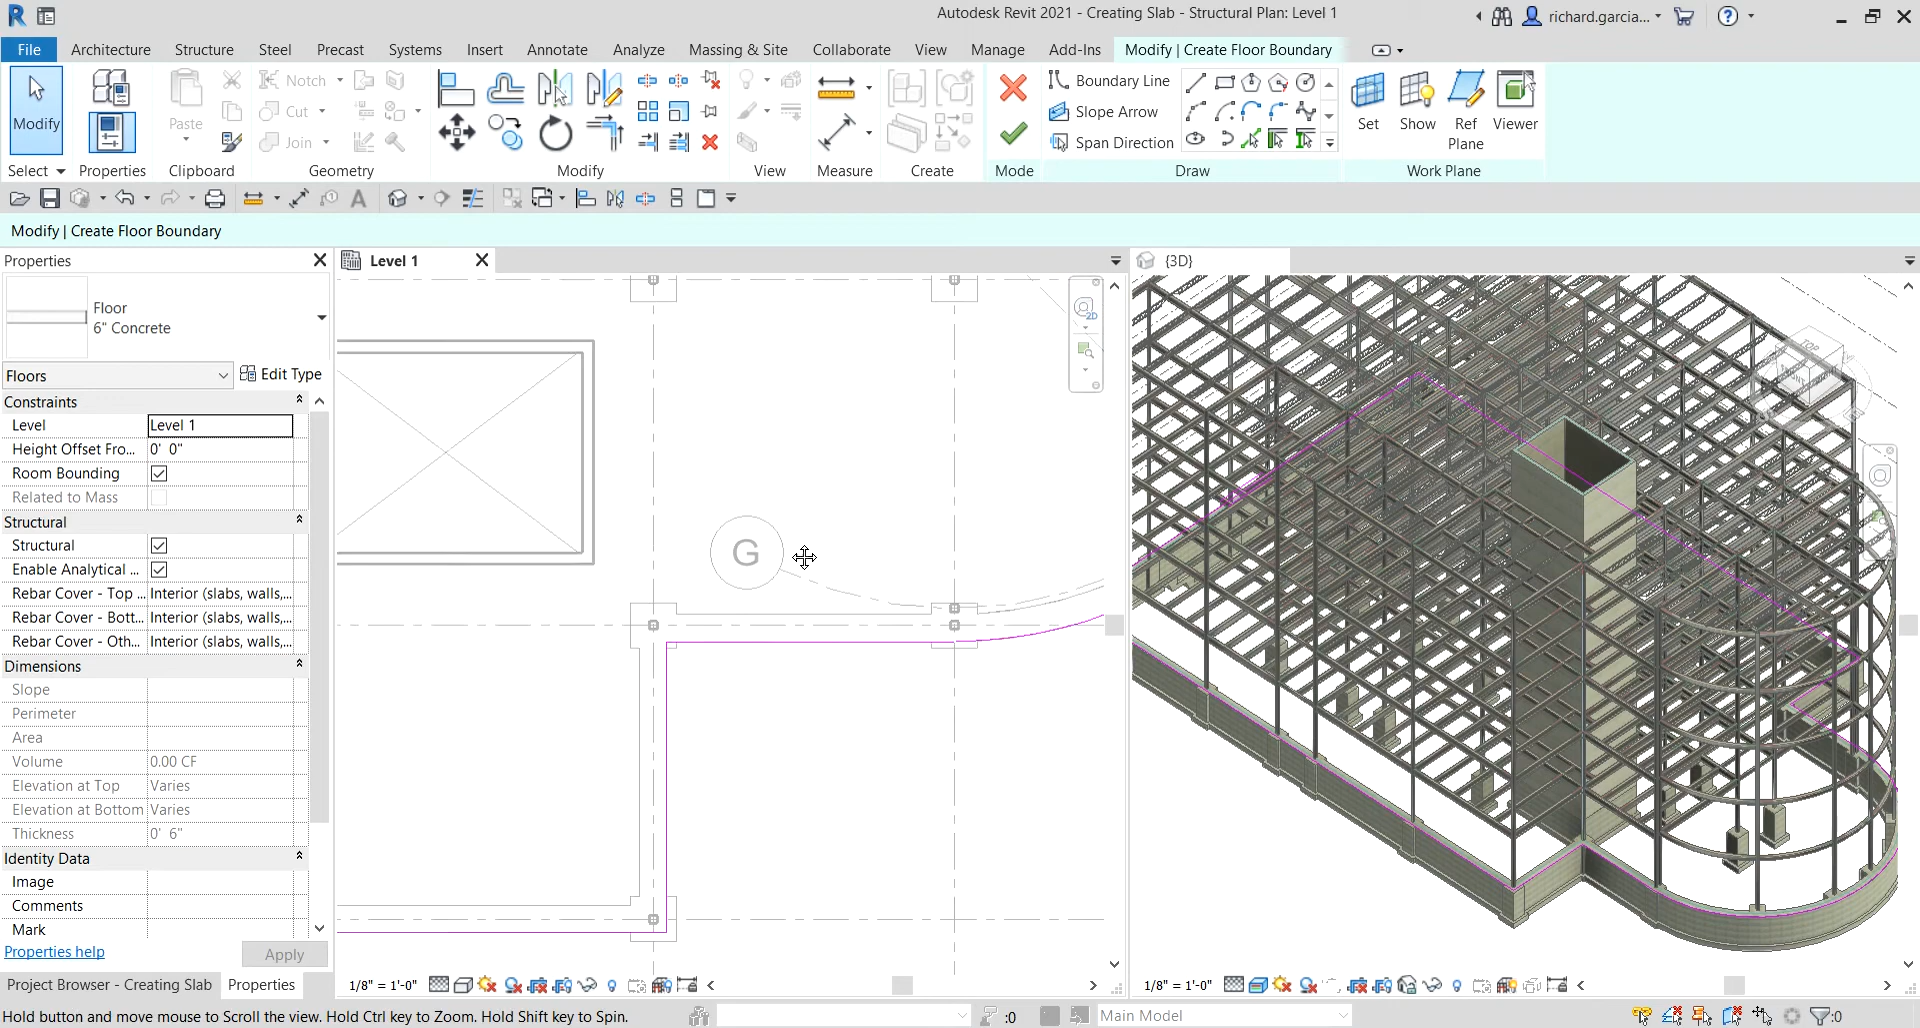 Autodesk Revit 2021 - Creating Slab - Structural Plan: Level 1
richard.garcia...
File
Architecture
Structure
Steel
Precast
Systems
Insert
Annotate
Analyze
Massing & Site
Collaborate
View
Manage
Add-Ins
Modify | Create Floor Boundary
Modify
Paste
Notch
Cut
Join
Boundary Line
Slope Arrow
Span Direction
Set
Show
Ref
Plane
Viewer
Select
Properties
Clipboard
Geometry
Modify
View
Measure
Create
Mode
Draw
Work Plane
Modify | Create Floor Boundary
Properties
Floor
6" Concrete
Floors
Edit Type
Constraints
Level Level 1
Height Offset Fro... 0' 0"
Room Bounding
Related to Mass
Structural
Structural
Enable Analytical ...
Rebar Cover - Top ... Interior (slabs, walls,...
Rebar Cover - Bott... Interior (slabs, walls,...
Rebar Cover - Oth... Interior (slabs, walls,...
Dimensions
Slope
Perimeter
Area
Volume 0.00 CF
Elevation at Top Varies
Elevation at Bottom Varies
Thickness 0' 6"
Identity Data
Image
Comments
Mark
Properties help
Apply
Project Browser - Creating Slab
Properties
Level 1
2D
G
1/8" = 1'-0"
{3D}
TOP
FRONT
1/8" = 1'-0"
Hold button and move mouse to Scroll the view. Hold Ctrl key to Zoom. Hold Shift key to Spin.
:0
Main Model
:0